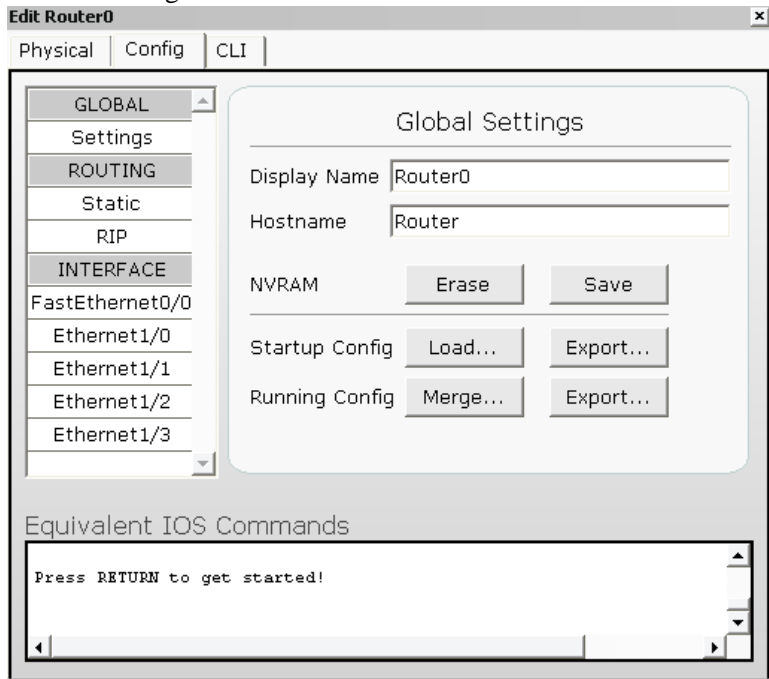 Edit Router0
Physical Config CLI
GLOBAL
Settings
ROUTING
Static
RIP
INTERFACE
FastEthernet0/0
Ethernet1/0
Ethernet1/1
Ethernet1/2
Ethernet1/3
Global Settings
Display Name Router0
Hostname Router
NVRAM Erase Save
Startup Config Load... Export...
Running Config Merge... Export...
Equivalent IOS Commands
Press RETURN to get started!